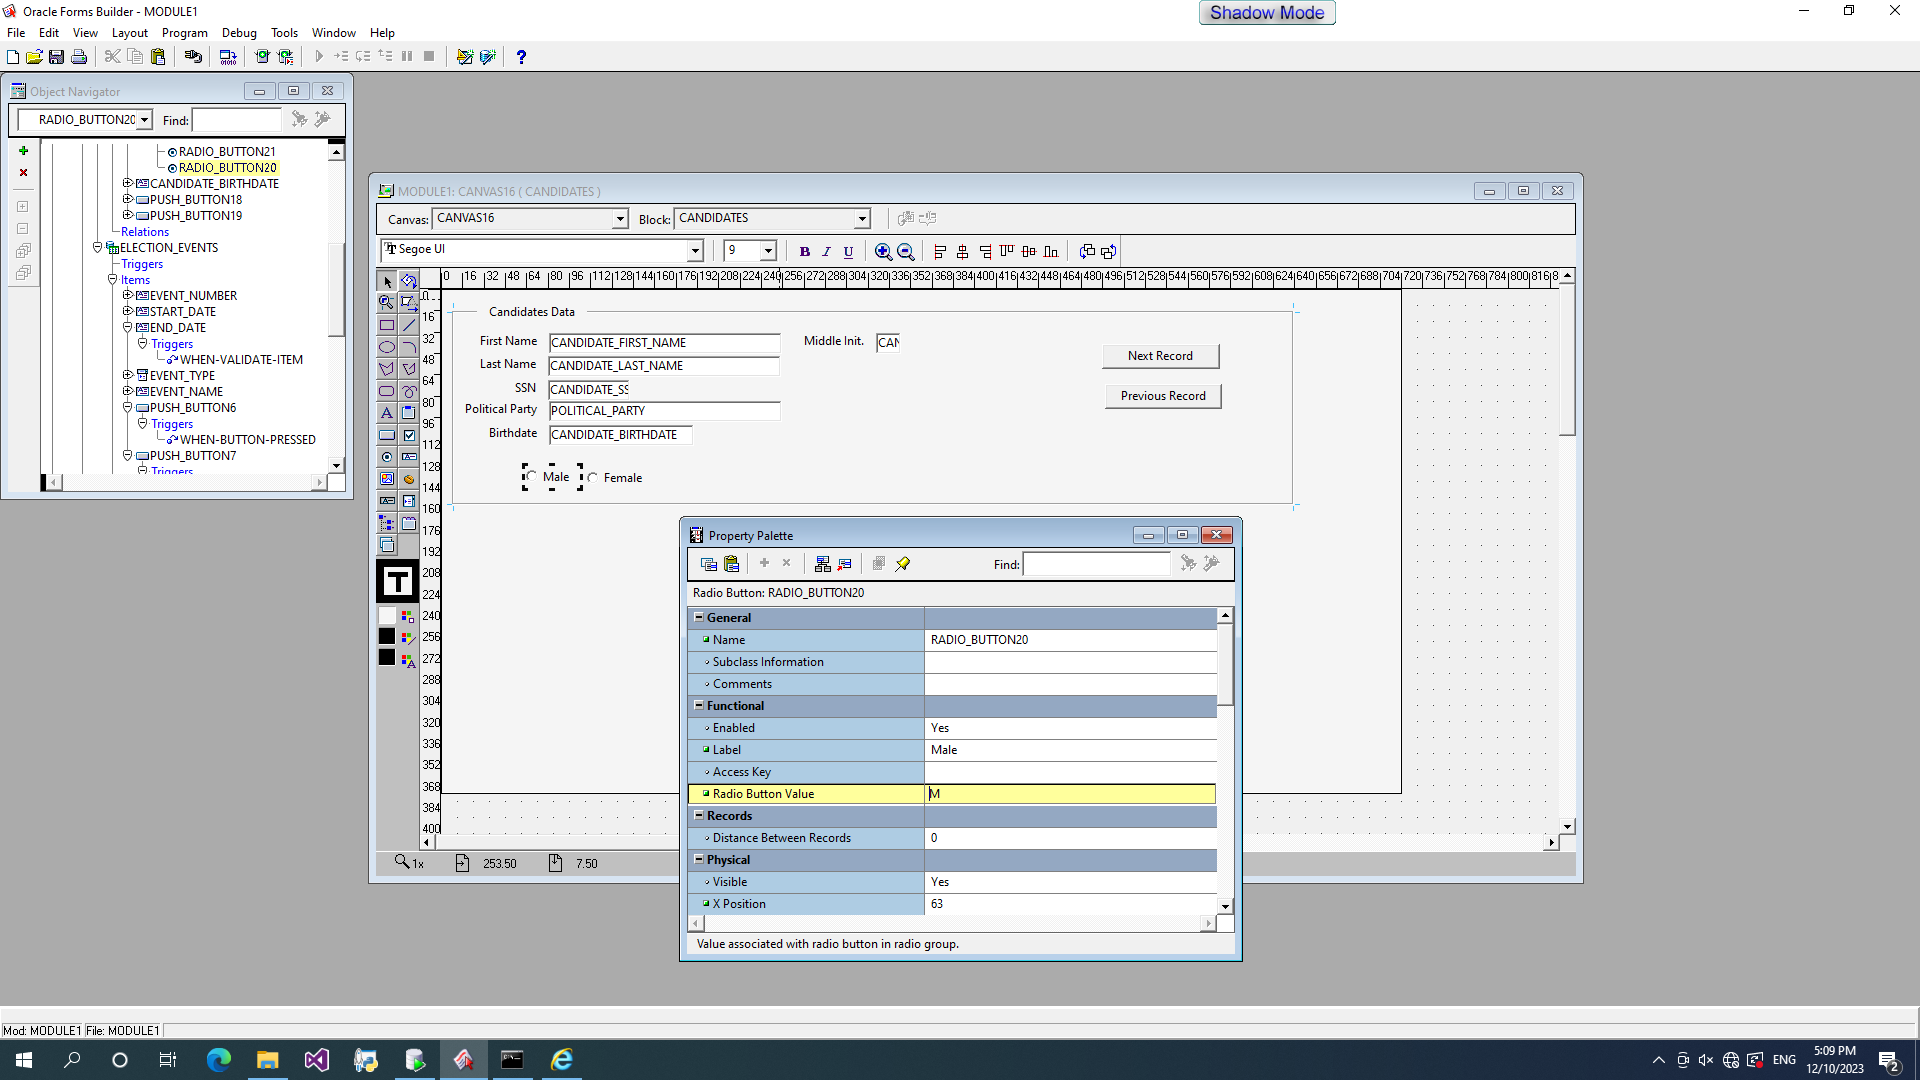 Oracle Forms Builder - MODULE1
Shadow Mode
File Edit View Layout Program Debug Tools Window Help
Object Navigator
RADIO_BUTTON20 Find:
RADIO_BUTTON21
RADIO_BUTTON20
CANDIDATE_BIRTHDATE
PUSH_BUTTON18
PUSH_BUTTON19
Relations
ELECTION_EVENTS
Triggers
Items
EVENT_NUMBER
START_DATE
END_DATE
Triggers
WHEN-VALIDATE-ITEM
EVENT_TYPE
EVENT_NAME
PUSH_BUTTON6
Triggers
WHEN-BUTTON-PRESSED
PUSH_BUTTON7
Triggers
MODULE1: CANVAS16 ( CANDIDATES )
Canvas: CANVAS16 Block: CANDIDATES
Segoe UI 9 B I U
0 16 32 48 64 80 96 112 128 144 160 176 192 208 224 240 256 272 288 304 320 336 352 368 384 400 416 432 448 464 480 496 512 528 544 560 576 592 608 624 640 656 672 688 704 720 736 752 768 784 800 816 8
0
16
32
48
64
80
96
112
128
144
160
176
192
208
224
240
256
272
288
304
320
336
352
368
384
400
Candidates Data
First Name CANDIDATE_FIRST_NAME Middle Init. CAN
Last Name CANDIDATE_LAST_NAME
SSN CANDIDATE_SS
Political Party POLITICAL_PARTY
Birthdate CANDIDATE_BIRTHDATE
Male Female
Next Record
Previous Record
1x 253.50 7.50
Property Palette
Find:
Radio Button: RADIO_BUTTON20
General
Name RADIO_BUTTON20
Subclass Information
Comments
Functional
Enabled Yes
Label Male
Access Key
Radio Button Value M
Records
Distance Between Records 0
Physical
Visible Yes
X Position 63
Value associated with radio button in radio group.
Mod: MODULE1 File: MODULE1
ENG
5:09 PM
12/10/2023
2